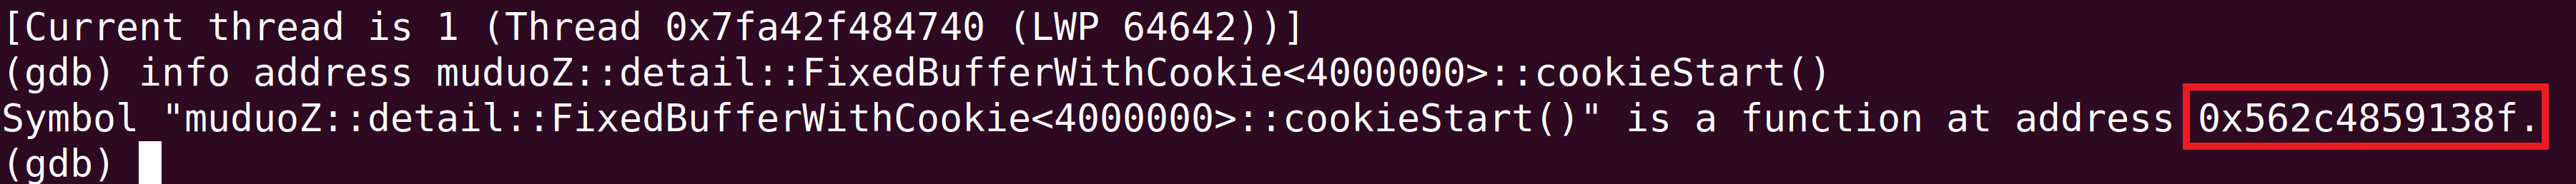 [Current thread is 1 (Thread 0x7fa42f484740 (LWP 64642))]
(gdb) info address muduoZ::detail::FixedBufferWithCookie<4000000>::cookieStart()
Symbol "muduoZ::detail::FixedBufferWithCookie<4000000>::cookieStart()" is a function at address 0x562c4859138f.
(gdb)